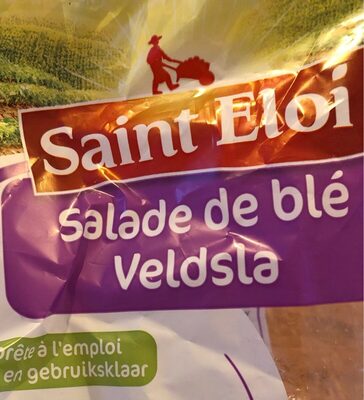 Saint Eloi
Salade de blé
Veldsla
prête à l'emploi
en gebruiksklaar